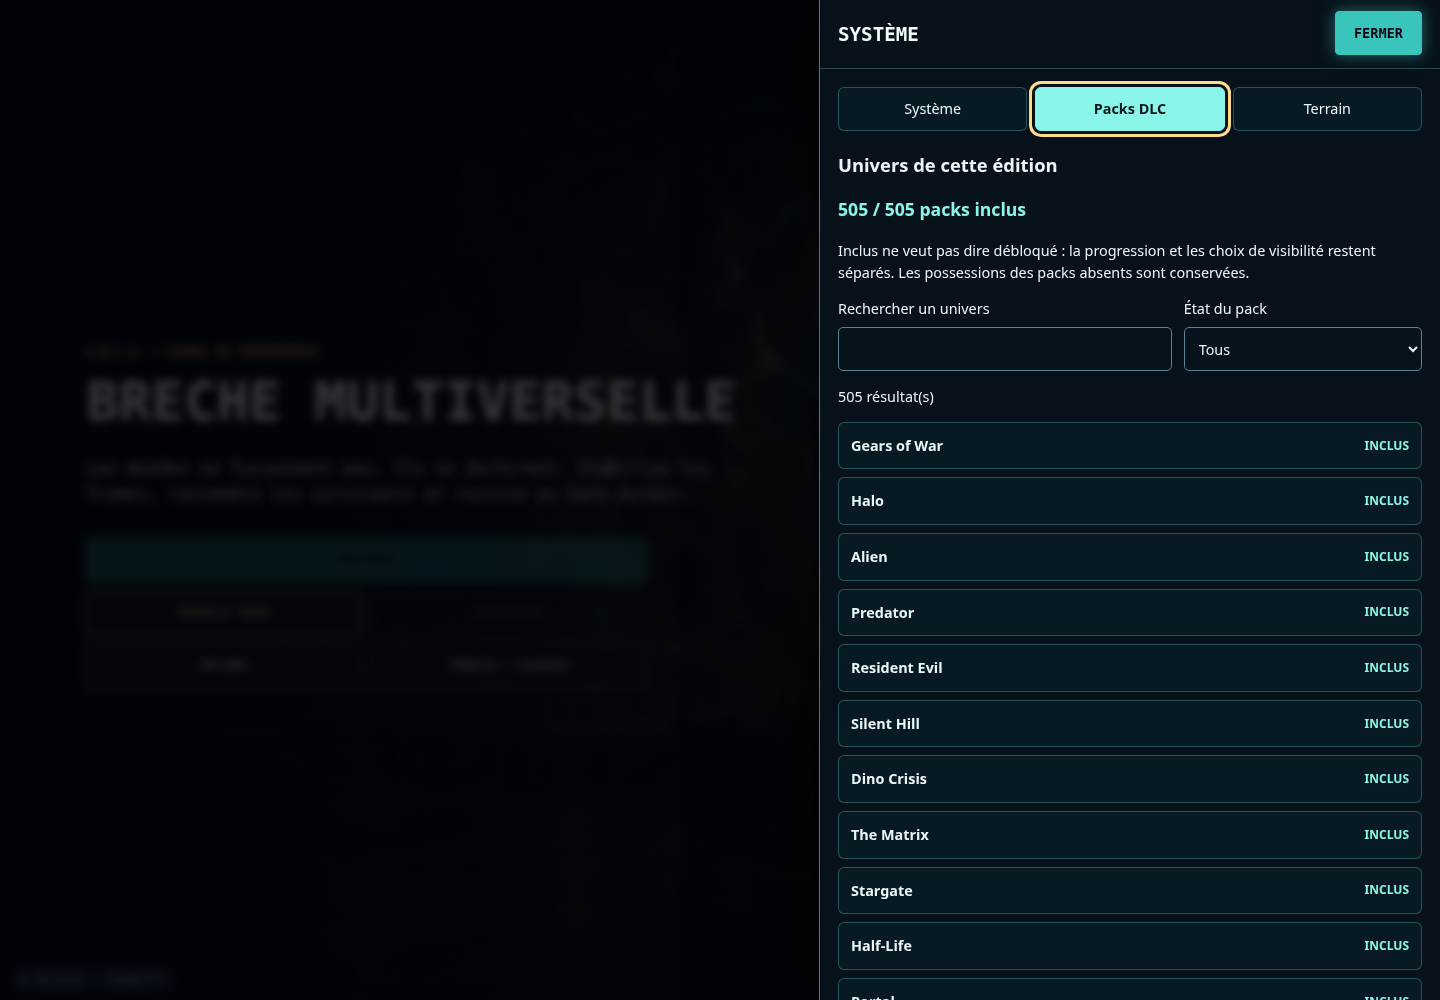 BRECHE MULTIVERSELLE
SYSTÈME
FERMER
Système
Packs DLC
Terrain
Univers de cette édition
505 / 505 packs inclus
Inclus ne veut pas dire débloqué : la progression et les choix de visibilité restent
séparés. Les possessions des packs absents sont conservées.
Rechercher un univers
État du pack
Tous
505 résultat(s)
Gears of War
INCLUS
Halo
INCLUS
Alien
INCLUS
Predator
INCLUS
Resident Evil
INCLUS
Silent Hill
INCLUS
Dino Crisis
INCLUS
The Matrix
INCLUS
Stargate
INCLUS
Half-Life
INCLUS
Portal
INCLUS